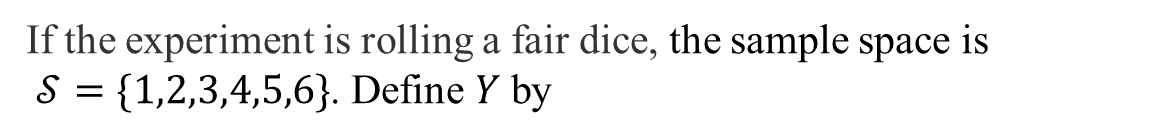 If the experiment is rolling a fair dice, the sample space is
𝒮 = {1,2,3,4,5,6}. Define Y by